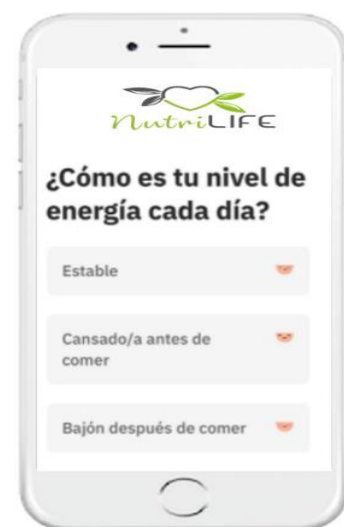 NutriLIFE
¿Cómo es tu nivel de
energía cada día?
Estable
Cansado/a antes de
comer
Bajón después de comer